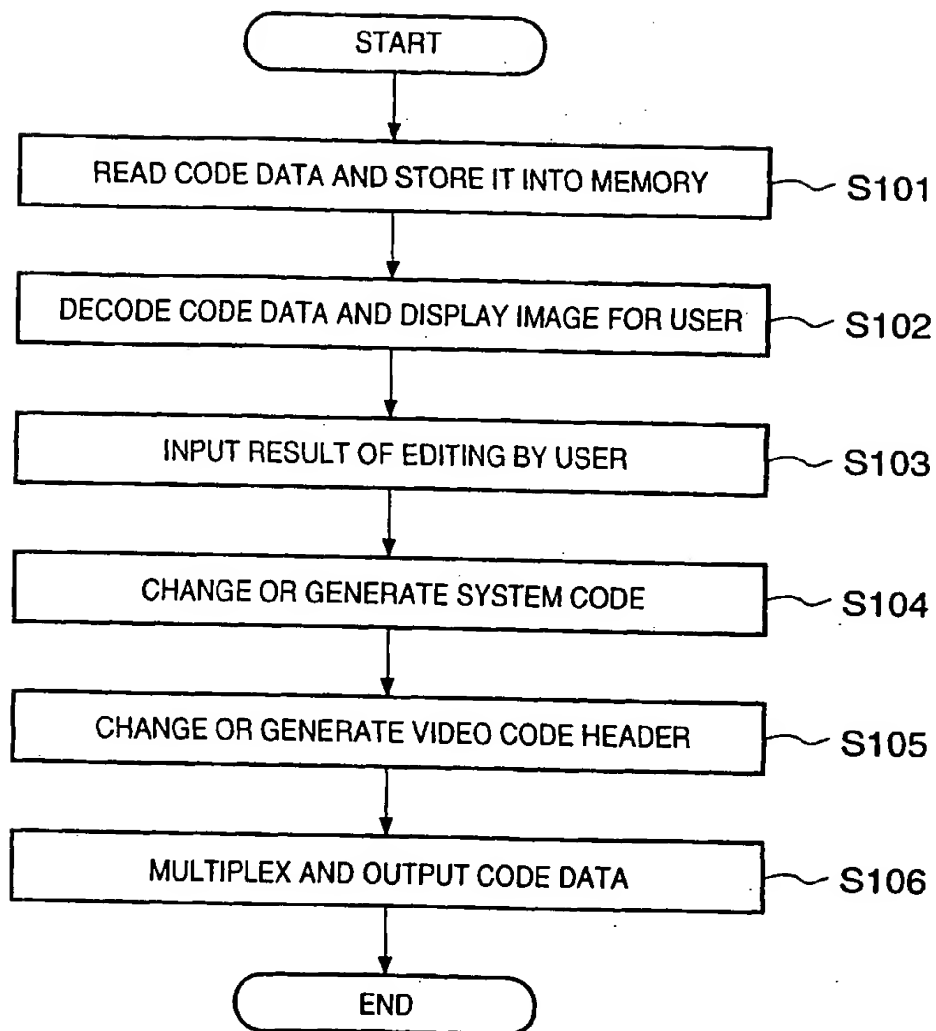 START
READ CODE DATA AND STORE IT INTO MEMORY
S101
DECODE CODE DATA AND DISPLAY IMAGE FOR USER
S102
INPUT RESULT OF EDITING BY USER
S103
CHANGE OR GENERATE SYSTEM CODE
S104
CHANGE OR GENERATE VIDEO CODE HEADER
S105
MULTIPLEX AND OUTPUT CODE DATA
S106
END